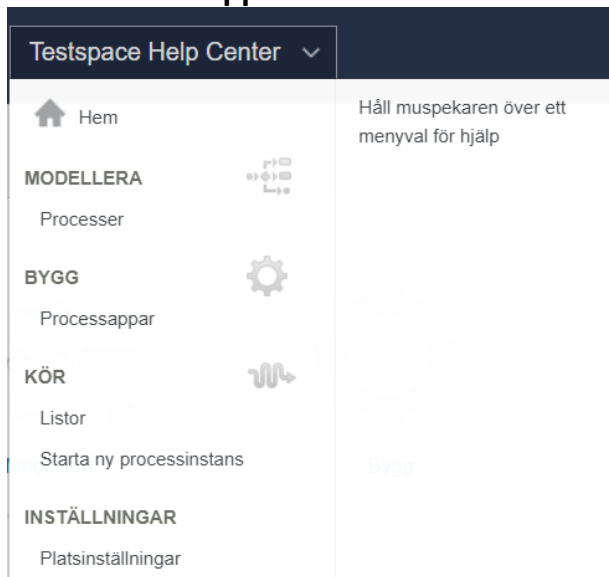 Testspace Help Center
Hem
Håll muspekaren över ett
menyval för hjälp
MODELLERA
Processer
BYGG
Processappar
KÖR
Listor
Starta ny processinstans
Bygg
INSTÄLLNINGAR
Platsinställningar